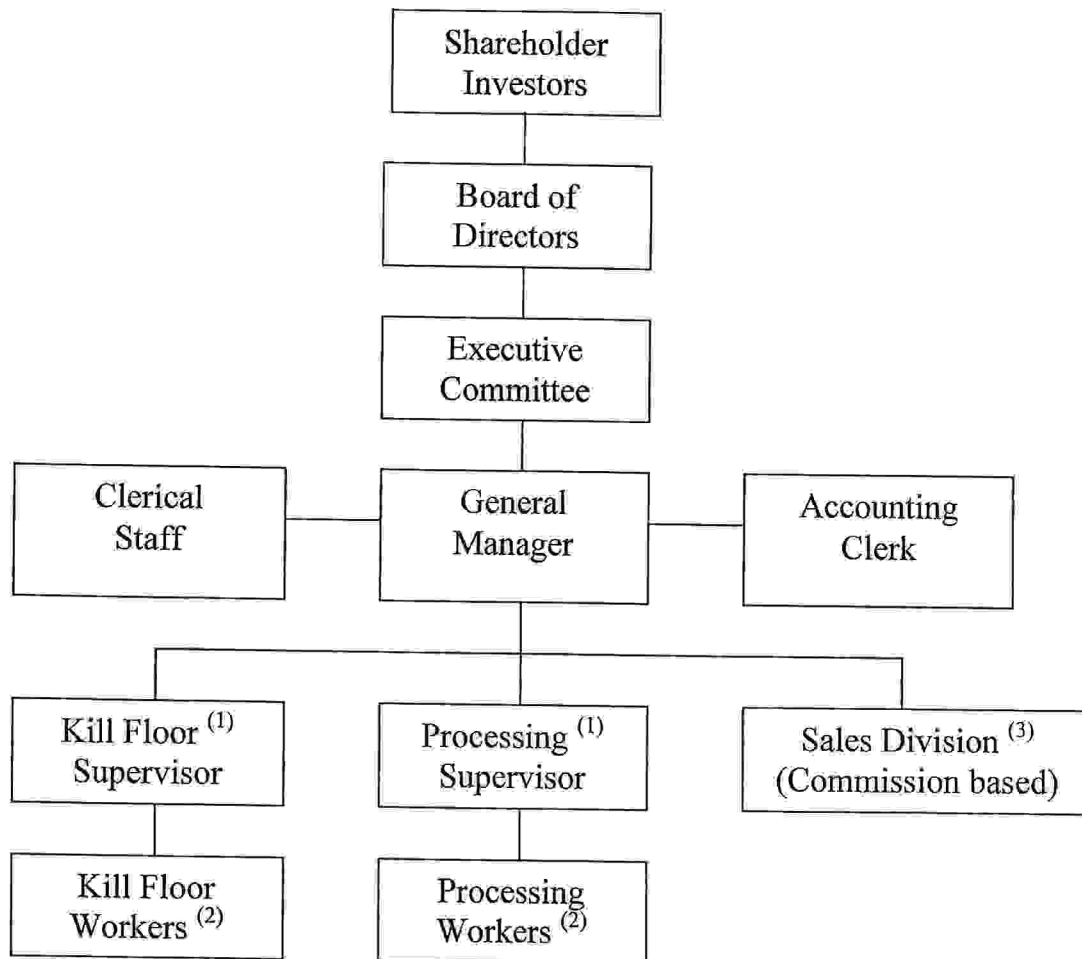 Shareholder
Investors
Board of
Directors
Executive
Committee
Clerical
Staff
General
Manager
Accounting
Clerk
Kill Floor (1)
Supervisor
Processing (1)
Supervisor
Sales Division (3)
(Commission based)
Kill Floor
Workers (2)
Processing
Workers (2)